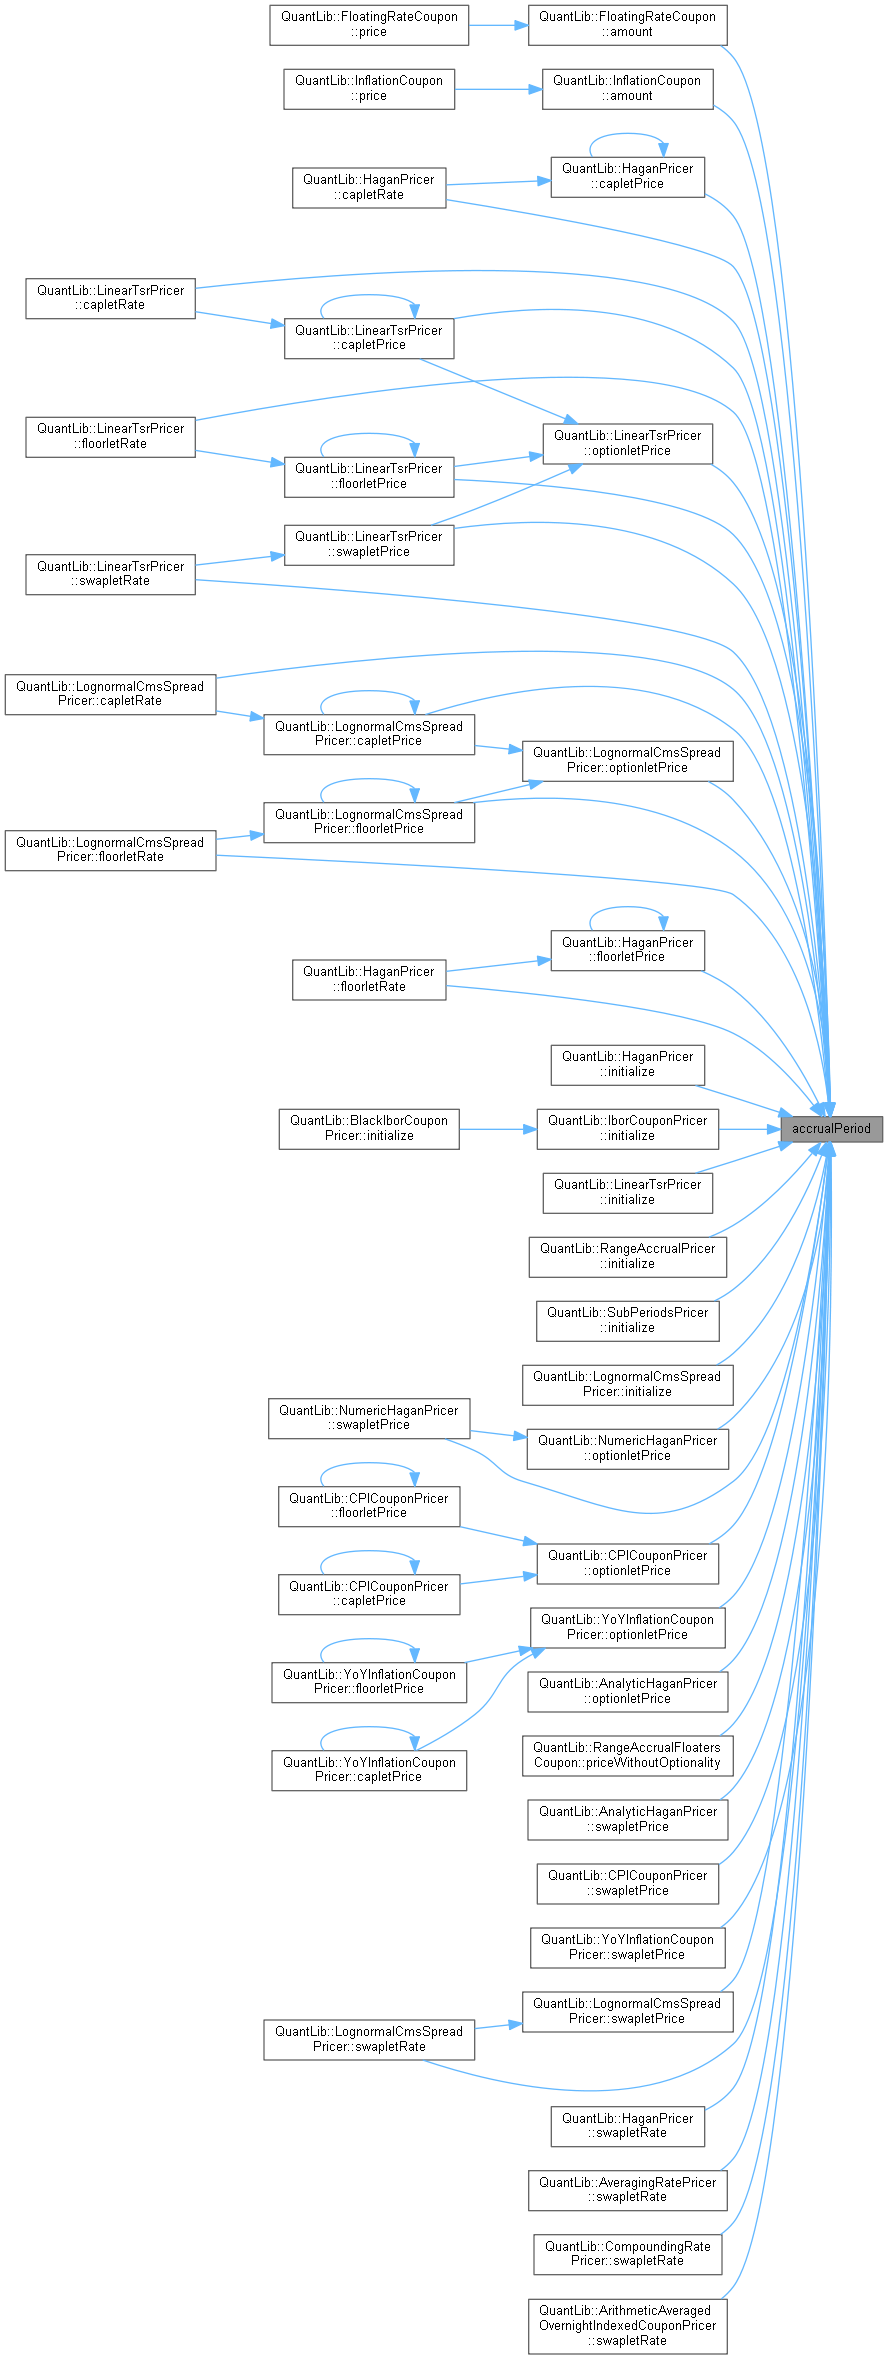 QuantLib::FloatingRateCoupon
::price
QuantLib::FloatingRateCoupon
::amount
QuantLib::InflationCoupon
::price
QuantLib::InflationCoupon
::amount
QuantLib::HaganPricer
::capletRate
QuantLib::HaganPricer
::capletPrice
QuantLib::LinearTsrPricer
::capletRate
QuantLib::LinearTsrPricer
::capletPrice
QuantLib::LinearTsrPricer
::floorletRate
QuantLib::LinearTsrPricer
::floorletPrice
QuantLib::LinearTsrPricer
::optionletPrice
QuantLib::LinearTsrPricer
::swapletPrice
QuantLib::LinearTsrPricer
::swapletRate
QuantLib::LognormalCmsSpread
Pricer::capletRate
QuantLib::LognormalCmsSpread
Pricer::capletPrice
QuantLib::LognormalCmsSpread
Pricer::optionletPrice
QuantLib::LognormalCmsSpread
Pricer::floorletPrice
QuantLib::LognormalCmsSpread
Pricer::floorletRate
QuantLib::HaganPricer
::floorletPrice
QuantLib::HaganPricer
::floorletRate
QuantLib::HaganPricer
::initialize
QuantLib::BlackIborCoupon
Pricer::initialize
QuantLib::IborCouponPricer
::initialize
accrualPeriod
QuantLib::LinearTsrPricer
::initialize
QuantLib::RangeAccrualPricer
::initialize
QuantLib::SubPeriodsPricer
::initialize
QuantLib::LognormalCmsSpread
Pricer::initialize
QuantLib::NumericHaganPricer
::swapletPrice
QuantLib::NumericHaganPricer
::optionletPrice
QuantLib::CPICouponPricer
::floorletPrice
QuantLib::CPICouponPricer
::optionletPrice
QuantLib::CPICouponPricer
::capletPrice
QuantLib::YoYInflationCoupon
Pricer::optionletPrice
QuantLib::YoYInflationCoupon
Pricer::floorletPrice
QuantLib::AnalyticHaganPricer
::optionletPrice
QuantLib::RangeAccrualFloaters
Coupon::priceWithoutOptionality
QuantLib::YoYInflationCoupon
Pricer::capletPrice
QuantLib::AnalyticHaganPricer
::swapletPrice
QuantLib::CPICouponPricer
::swapletPrice
QuantLib::YoYInflationCoupon
Pricer::swapletPrice
QuantLib::LognormalCmsSpread
Pricer::swapletPrice
QuantLib::LognormalCmsSpread
Pricer::swapletRate
QuantLib::HaganPricer
::swapletRate
QuantLib::AveragingRatePricer
::swapletRate
QuantLib::CompoundingRate
Pricer::swapletRate
QuantLib::ArithmeticAveraged
OvernightIndexedCouponPricer
::swapletRate